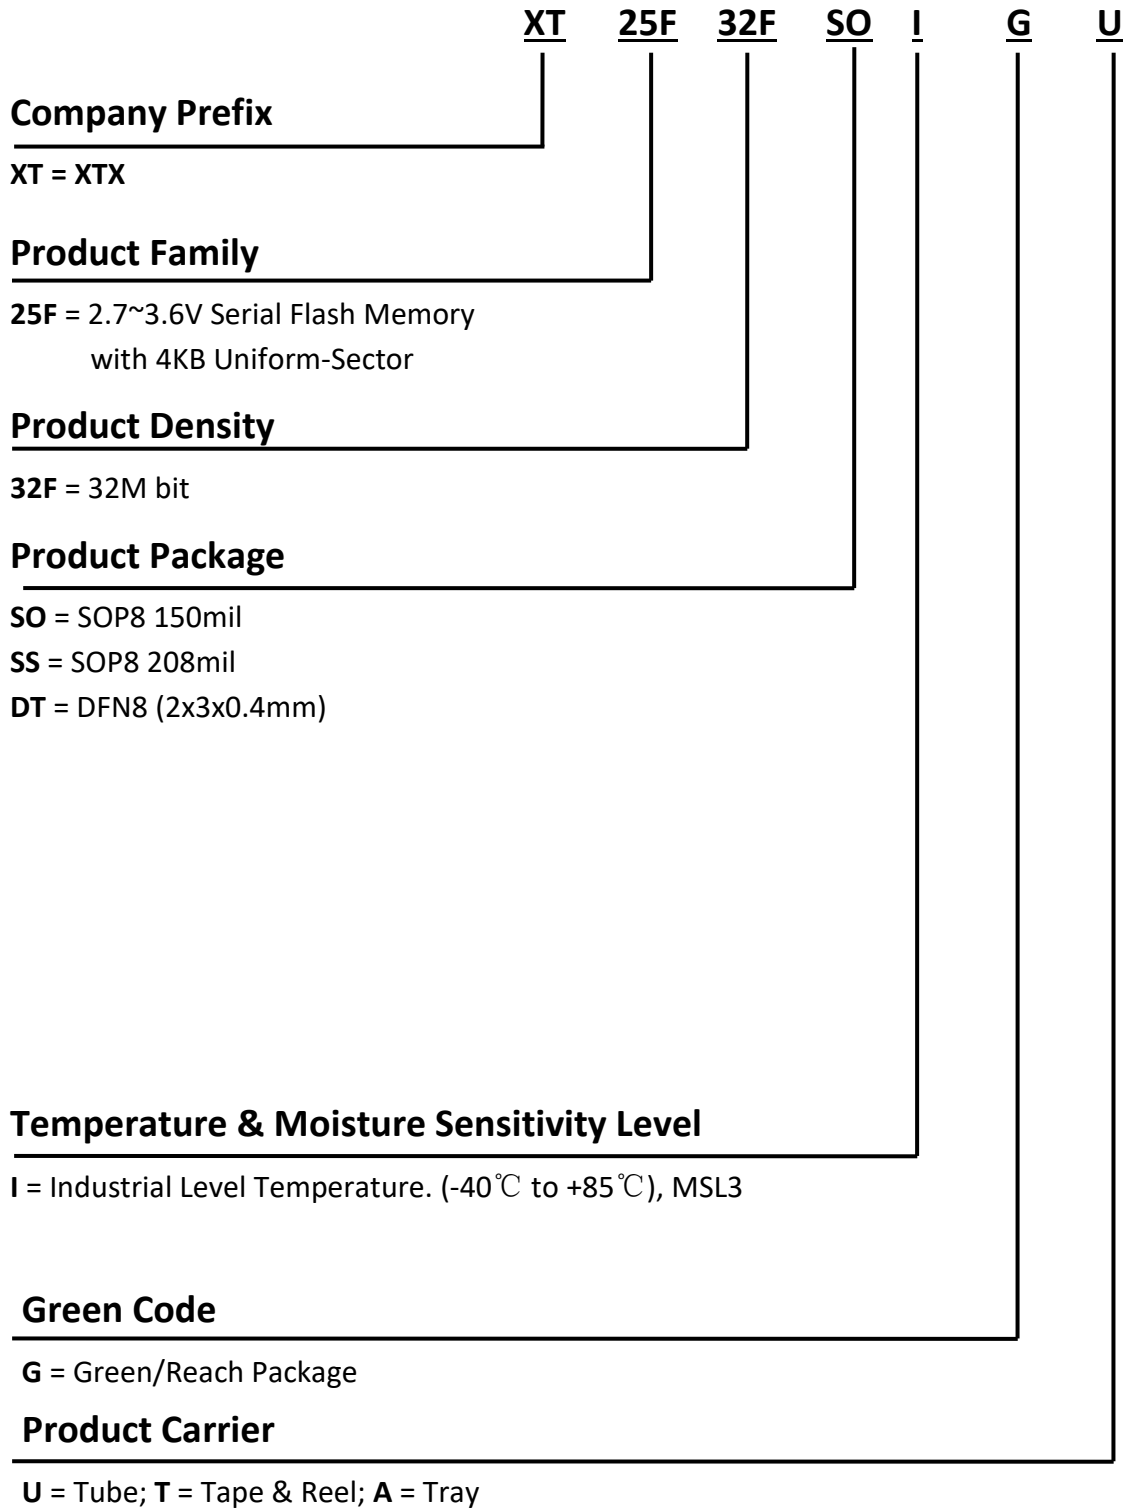 XT 25F 32F SO I G U
Company Prefix
XT = XTX
Product Family
25F = 2.7~3.6V Serial Flash Memory
with 4KB Uniform-Sector
Product Density
32F = 32M bit
Product Package
SO = SOP8 150mil
SS = SOP8 208mil
DT = DFN8 (2x3x0.4mm)
Temperature & Moisture Sensitivity Level
I = Industrial Level Temperature. (-40℃ to +85℃), MSL3
Green Code
G = Green/Reach Package
Product Carrier
U = Tube; T = Tape & Reel; A = Tray